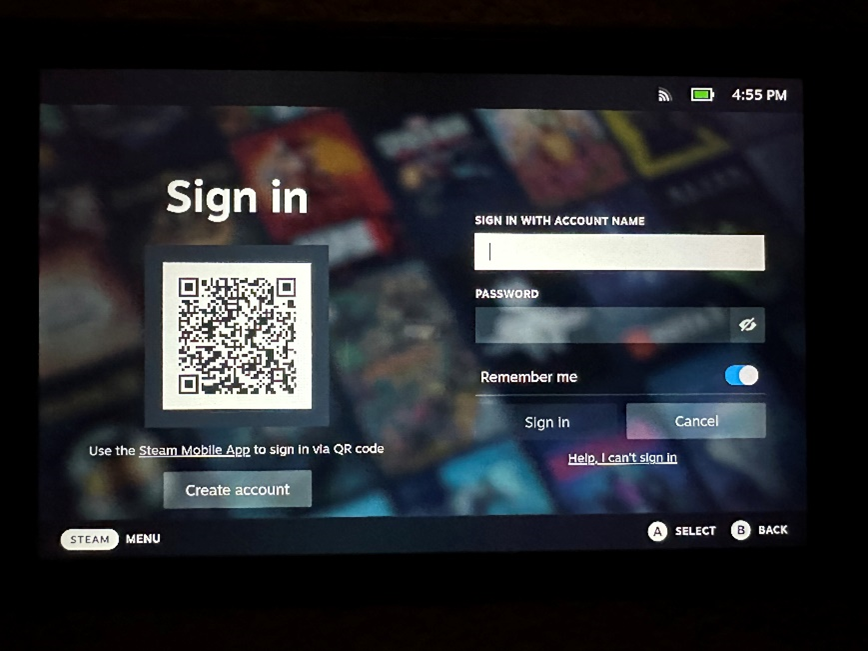 4:55 PM
Sign in
SIGN IN WITH ACCOUNT NAME
PASSWORD
Remember me
Sign In
Cancel
Help, I can't sign in
Use the Steam Mobile App to sign in via QR code
Create account
STEAM MENU
A SELECT B BACK